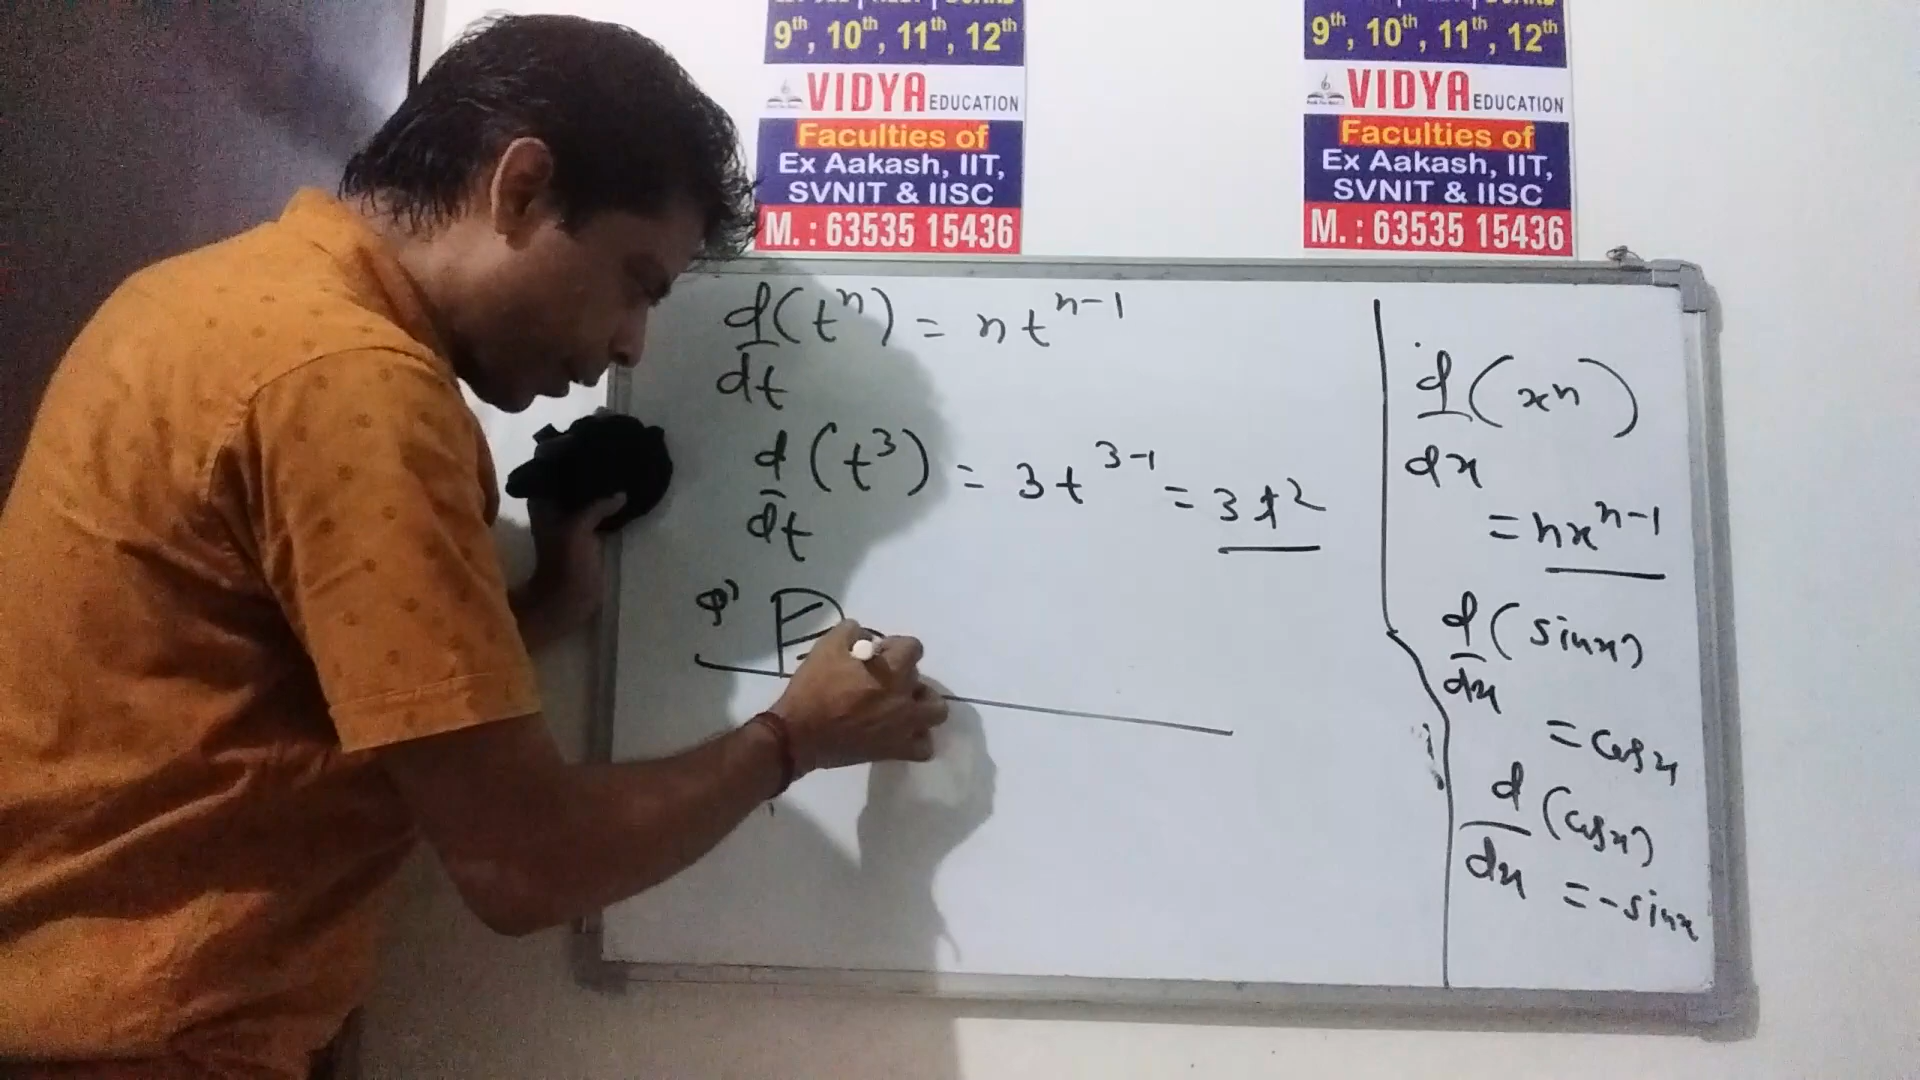 9th, 10th, 11th, 12th
VIDYA EDUCATION
Faculties of
Ex Aakash, IIT,
SVNIT & IISC
M. : 63535 15436
9th, 10th, 11th, 12th
VIDYA EDUCATION
Faculties of
Ex Aakash, IIT,
SVNIT & IISC
M. : 63535 15436
d/dt (t^n) = n t^(n-1)
d/dt (t^3) = 3t^(3-1) = 3t^2
d/dx (x^n)
= nx^(n-1)
d/dx (sinx)
= cosx
d/dx (cosx)
= -sinx